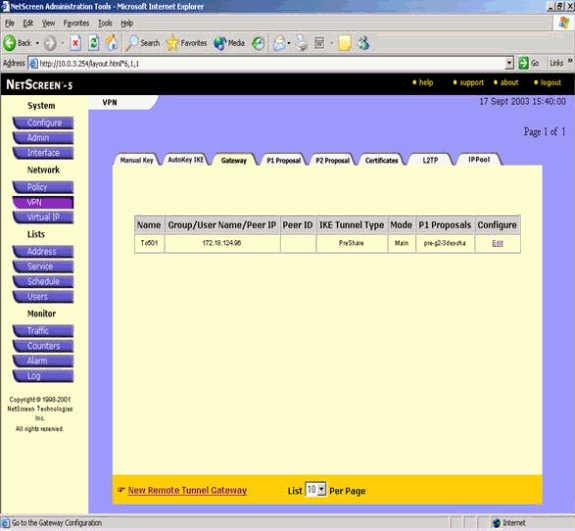 NetScreen Administration Tools - Microsoft Internet Explorer
File Edit View Favorites Tools Help
Back Search Favorites Media
Address http://10.0.3.254/layout.html*6,1,1 Go Links »
NETSCREEN-5 help support about logout
System
Configure
Admin
Interface
Network
Policy
VPN
Virtual IP
Lists
Address
Service
Schedule
Users
Monitor
Traffic
Counters
Alarm
Log
Copyright © 1998-2001
NetScreen Technologies
Inc.
All rights reserved.
VPN 17 Sept 2003 15:40:00
Page 1 of 1
Manual Key AutoKey IKE Gateway P1 Proposal P2 Proposal Certificates L2TP IPPool
Name Group/User Name/Peer IP Peer ID IKE Tunnel Type Mode P1 Proposals Configure
To501 172.18.124.96 PreShare Main pre-g2-3des-sha Edit
New Remote Tunnel Gateway List 10 Per Page
Go to the Gateway Configuration Internet